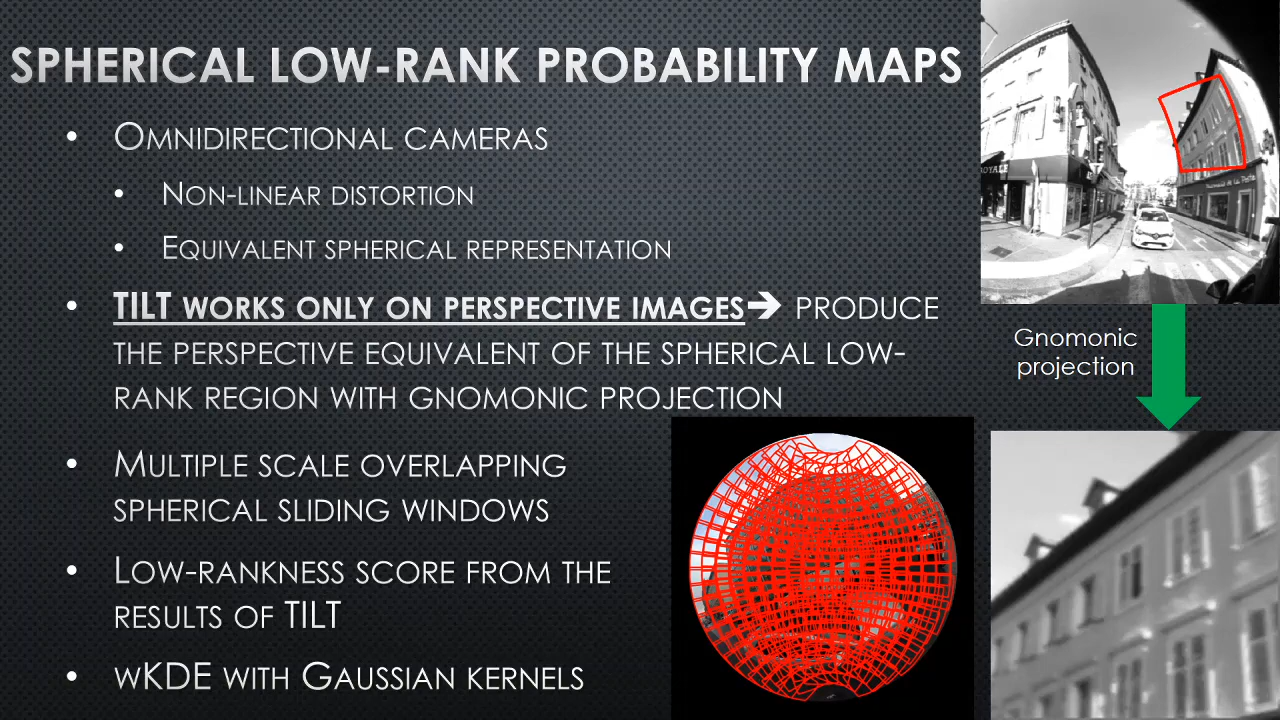 SPHERICAL LOW-RANK PROBABILITY MAPS
• OMNIDIRECTIONAL CAMERAS
• NON-LINEAR DISTORTION
• EQUIVALENT SPHERICAL REPRESENTATION
• TILT WORKS ONLY ON PERSPECTIVE IMAGES➔ PRODUCE
THE PERSPECTIVE EQUIVALENT OF THE SPHERICAL LOW-
RANK REGION WITH GNOMONIC PROJECTION
• MULTIPLE SCALE OVERLAPPING
SPHERICAL SLIDING WINDOWS
• LOW-RANKNESS SCORE FROM THE
RESULTS OF TILT
• WKDE WITH GAUSSIAN KERNELS
Gnomonic
projection